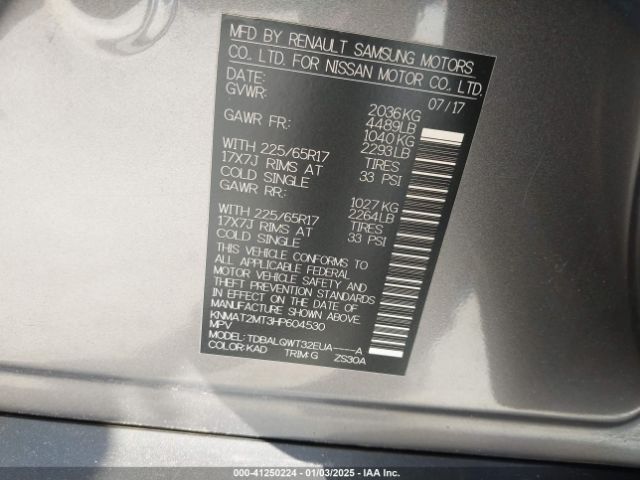 MFD BY RENAULT SAMSUNG MOTORS
CO., LTD. FOR NISSAN MOTOR CO., LTD.
DATE: 07/17
GVWR: 2036KG
4489LB
GAWR FR: 1040KG
2293LB
WITH 225/65R17 TIRES
17X7J RIMS AT 33 PSI
COLD SINGLE
GAWR RR: 1027KG
2264LB
WITH 225/65R17 TIRES
17X7J RIMS AT 33 PSI
COLD SINGLE
THIS VEHICLE CONFORMS TO
ALL APPLICABLE FEDERAL
MOTOR VEHICLE SAFETY AND
THEFT PREVENTION STANDARDS
IN EFFECT ON THE DATE OF
MANUFACTURE SHOWN ABOVE.
KNMAT2MT3HP604530
MPV
MODEL: TDBALQWT32EUA----A
COLOR:KAD TRIM:G ZS30A
000-41250224 | 01/03/2025 | IAA Inc.